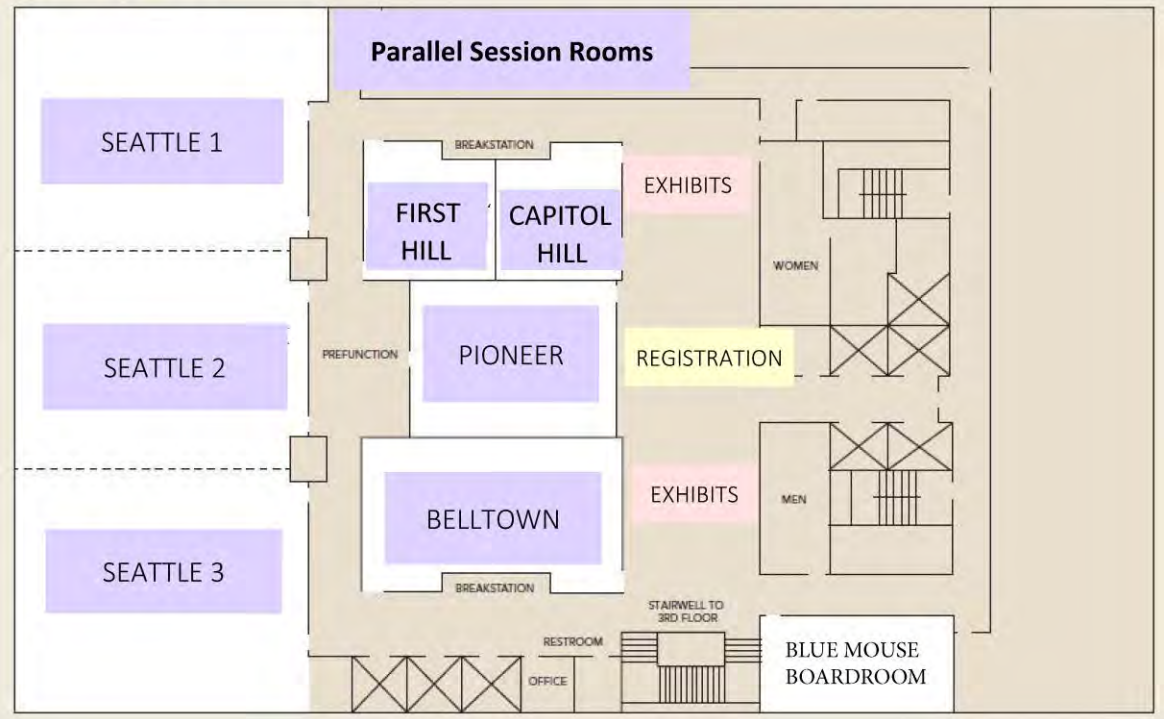 Parallel Session Rooms
SEATTLE 1
BREAKSTATION
EXHIBITS
FIRST
HILL
CAPITOL
HILL
WOMEN
SEATTLE 2
PREFUNCTION
PIONEER
REGISTRATION
EXHIBITS
MEN
BELLTOWN
SEATTLE 3
BREAKSTATION
STAIRWELL TO
3RD FLOOR
RESTROOM
OFFICE
BLUE MOUSE
BOARDROOM